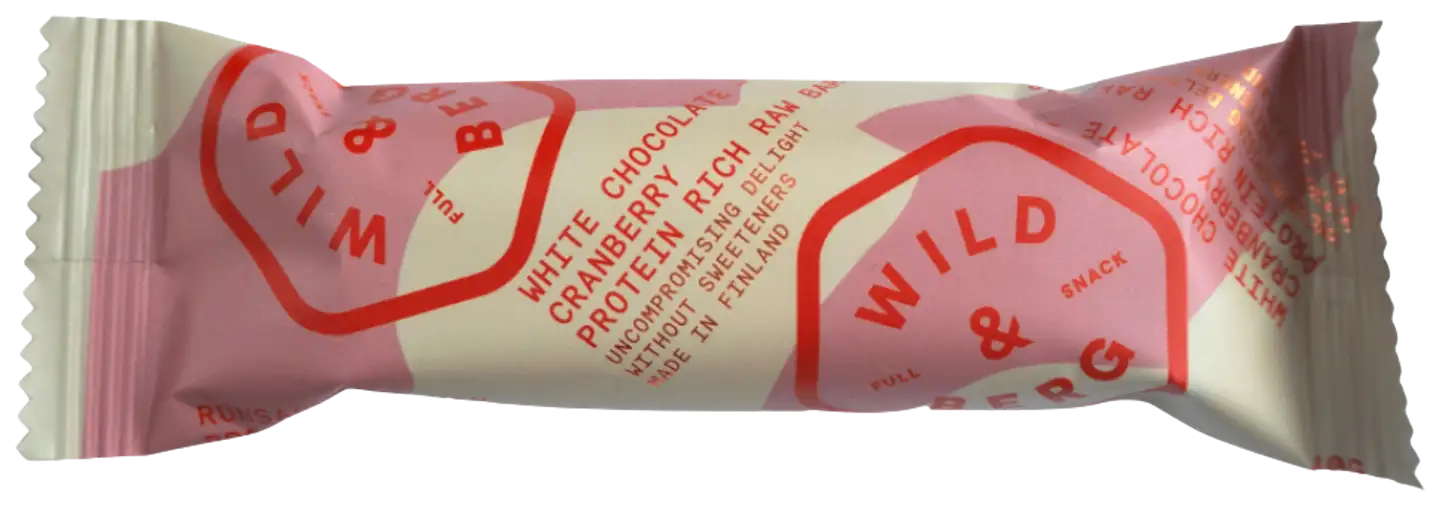 WILD
&
BERG
FULL
WHITE CHOCOLATE
CRANBERRY
PROTEIN RICH RAW BAR
UNCOMPROMISING DELIGHT
WITHOUT SWEETENERS
MADE IN FINLAND
WILD
&
BERG
FULL
SNACK
WHITE CHOCOLATE
CRANBERRY
PROTEIN RICH